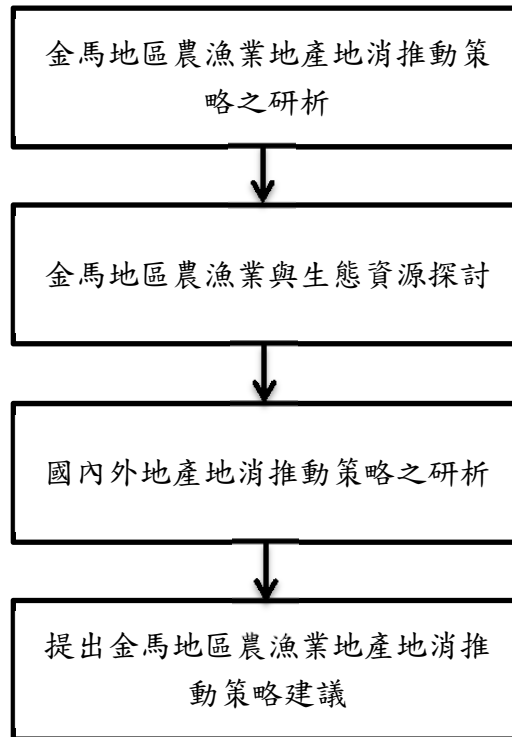 金馬地區農漁業地產地消推動策
略之研析
金馬地區農漁業與生態資源探討
國內外地產地消推動策略之研析
提出金馬地區農漁業地產地消推
動策略建議